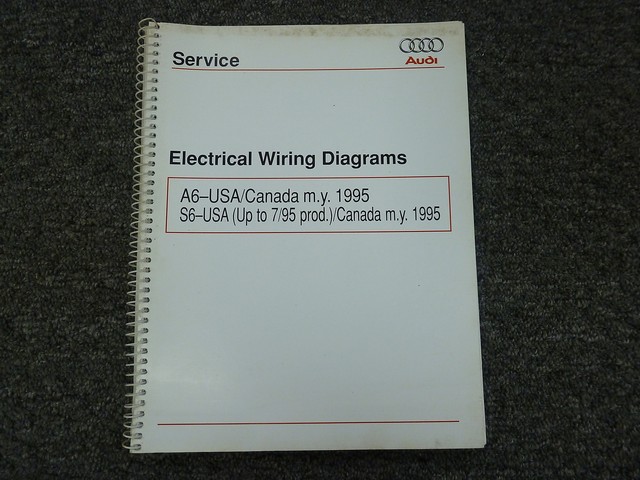 Service
Audi
Electrical Wiring Diagrams
A6–USA/Canada m.y. 1995
S6–USA (Up to 7/95 prod.)/Canada m.y. 1995